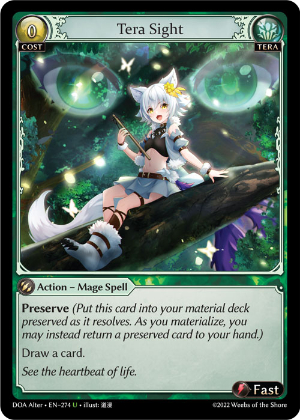 0
Tera Sight
COST
TERA
Action – Mage Spell
Preserve (Put this card into your material deck
preserved as it resolves. As you materialize, you
may instead return a preserved card to your hand.)
Draw a card.
See the heartbeat of life.
Fast
DOA Alter • EN-274 U • illust: 湛浸
©2022 Weebs of the Shore